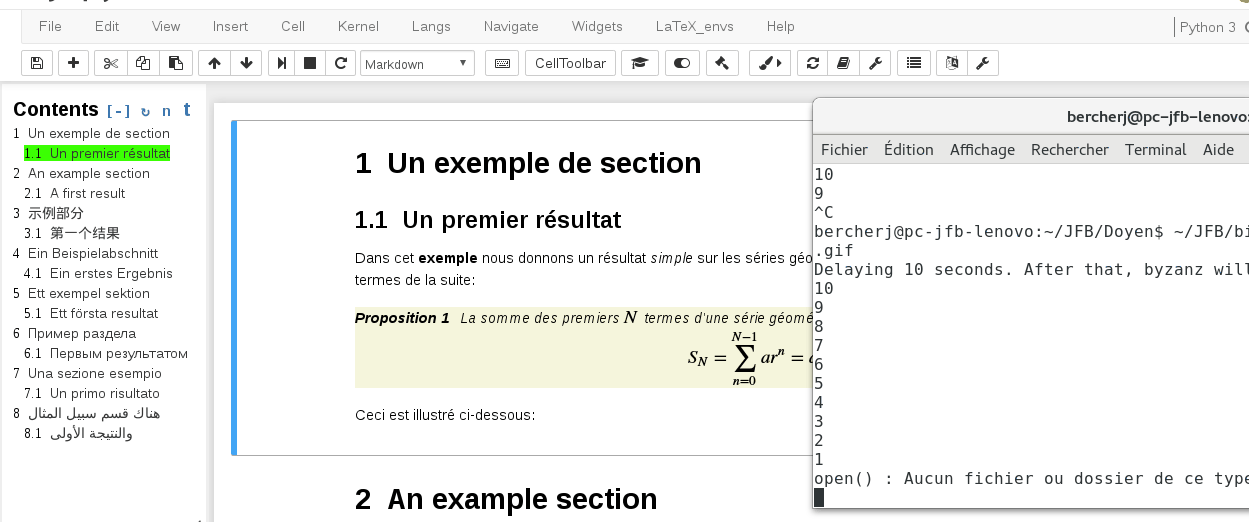 File Edit View Insert Cell Kernel Langs Navigate Widgets LaTeX_envs Help Python 3
Markdown CellToolbar
Contents [-] ↻ n t
1 Un exemple de section
1.1 Un premier résultat
2 An example section
2.1 A first result
3 示例部分
3.1 第一个结果
4 Ein Beispielabschnitt
4.1 Ein erstes Ergebnis
5 Ett exempel sektion
5.1 Ett första resultat
6 Пример раздела
6.1 Первым результатом
7 Una sezione esempio
7.1 Un primo risultato
8 هناك قسم سبيل المثال
8.1 والنتيجة الأولى
1 Un exemple de section
1.1 Un premier résultat
Dans cet exemple nous donnons un résultat simple sur les séries géo
termes de la suite:
Proposition 1 La somme des premiers N termes d'une série géomé
S_N = ∑_{n=0}^{N−1} ar^n =
Ceci est illustré ci-dessous:
2 An example section
bercherj@pc-jfb-lenovo:
Fichier Édition Affichage Rechercher Terminal Aide
10
9
^C
bercherj@pc-jfb-lenovo:~/JFB/Doyen$ ~/JFB/bi
.gif
Delaying 10 seconds. After that, byzanz will
10
9
8
7
6
5
4
3
2
1
open() : Aucun fichier ou dossier de ce type